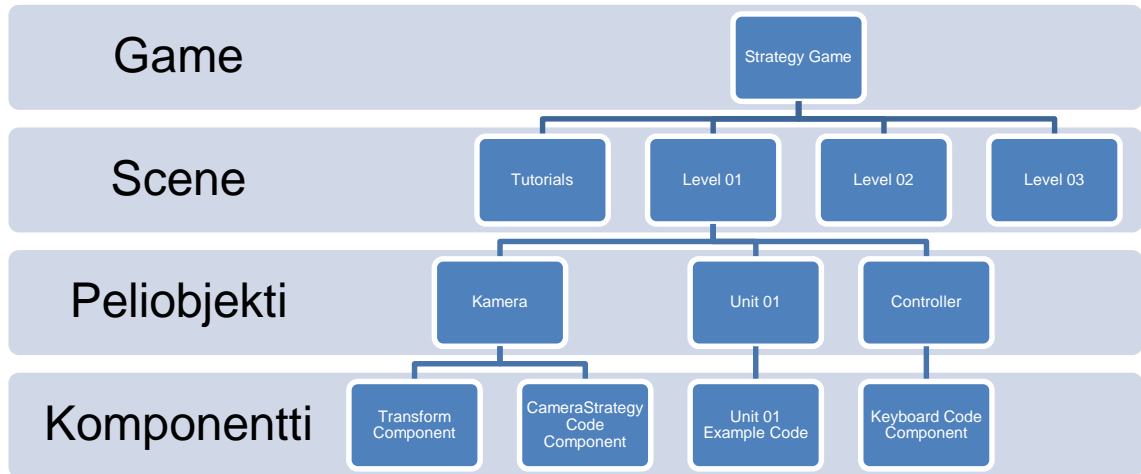 Game
Strategy Game
Scene
Tutorials
Level 01
Level 02
Level 03
Peliobjekti
Kamera
Unit 01
Controller
Komponentti
Transform
Component
CameraStrategy
Code
Component
Unit 01
Example Code
Keyboard Code
Component